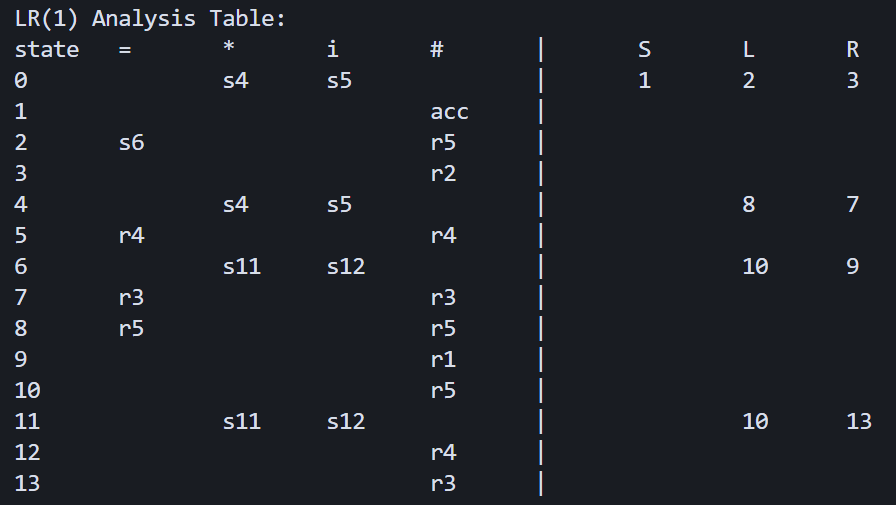 LR(1) Analysis Table:
state = * i # | S L R
0 s4 s5 | 1 2 3
1 acc |
2 s6 r5 |
3 r2 |
4 s4 s5 | 8 7
5 r4 r4 |
6 s11 s12 | 10 9
7 r3 r3 |
8 r5 r5 |
9 r1 |
10 r5 |
11 s11 s12 | 10 13
12 r4 |
13 r3 |